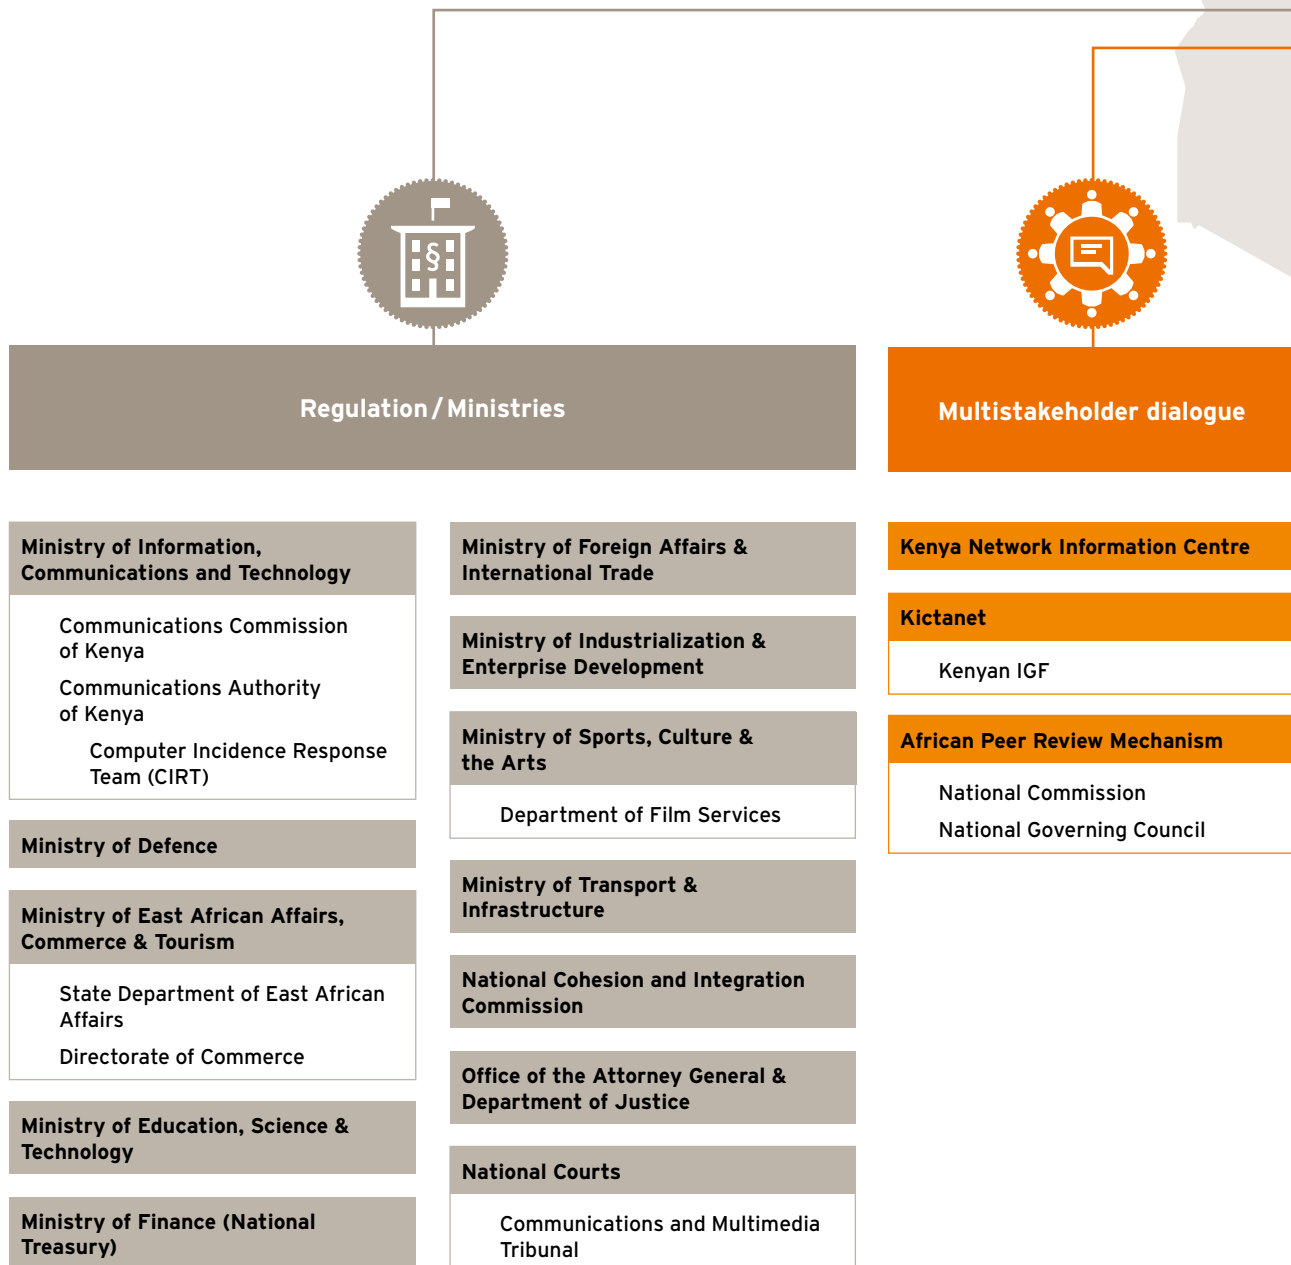 §
Regulation / Ministries
Ministry of Information,
Communications and Technology
Communications Commission
of Kenya
Communications Authority
of Kenya
Computer Incidence Response
Team (CIRT)
Ministry of Defence
Ministry of East African Affairs,
Commerce & Tourism
State Department of East African
Affairs
Directorate of Commerce
Ministry of Education, Science &
Technology
Ministry of Finance (National
Treasury)
Ministry of Foreign Affairs &
International Trade
Ministry of Industrialization &
Enterprise Development
Ministry of Sports, Culture &
the Arts
Department of Film Services
Ministry of Transport &
Infrastructure
National Cohesion and Integration
Commission
Office of the Attorney General &
Department of Justice
National Courts
Communications and Multimedia
Tribunal
Multistakeholder dialogue
Kenya Network Information Centre
Kictanet
Kenyan IGF
African Peer Review Mechanism
National Commission
National Governing Council